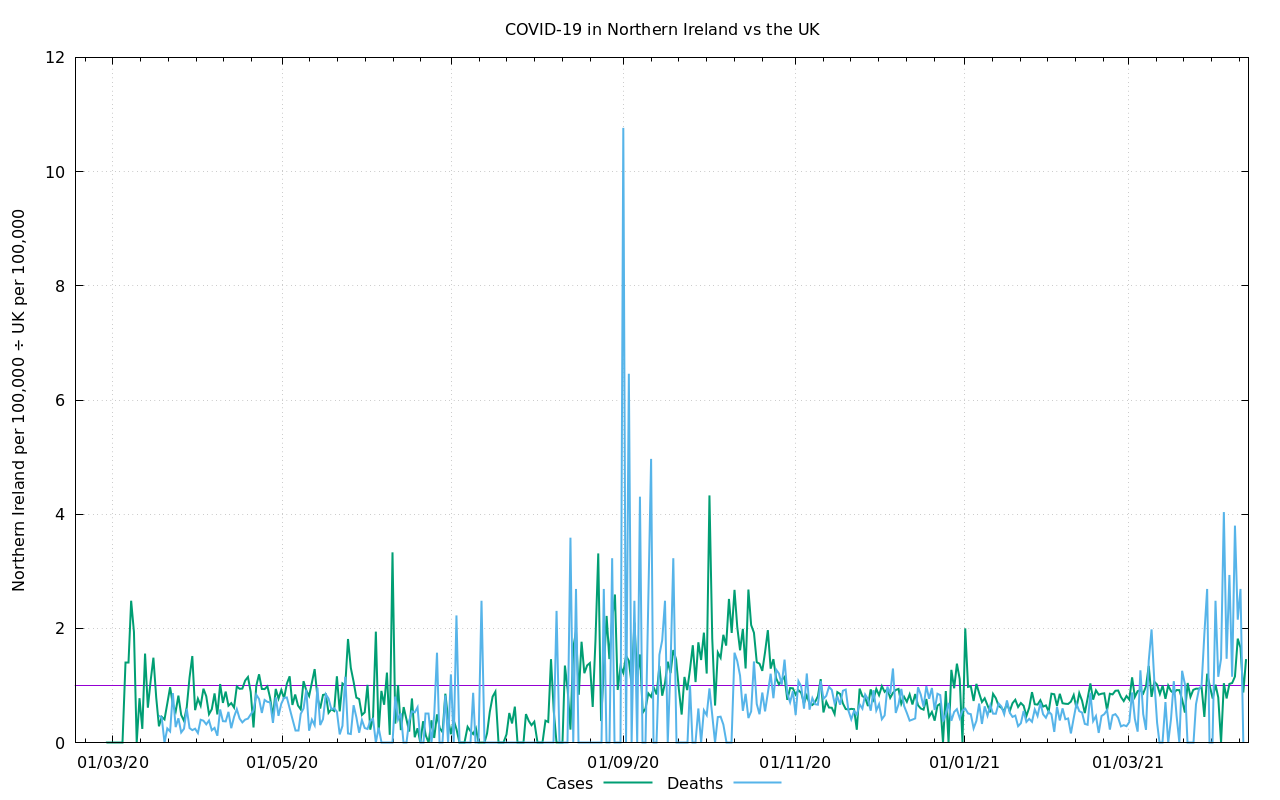 COVID-19 in Northern Ireland vs the UK
Northern Ireland per 100,000 ÷ UK per 100,000
12
10
8
6
4
2
0
01/03/20 01/05/20 01/07/20 01/09/20 01/11/20 01/01/21 01/03/21
Cases Deaths